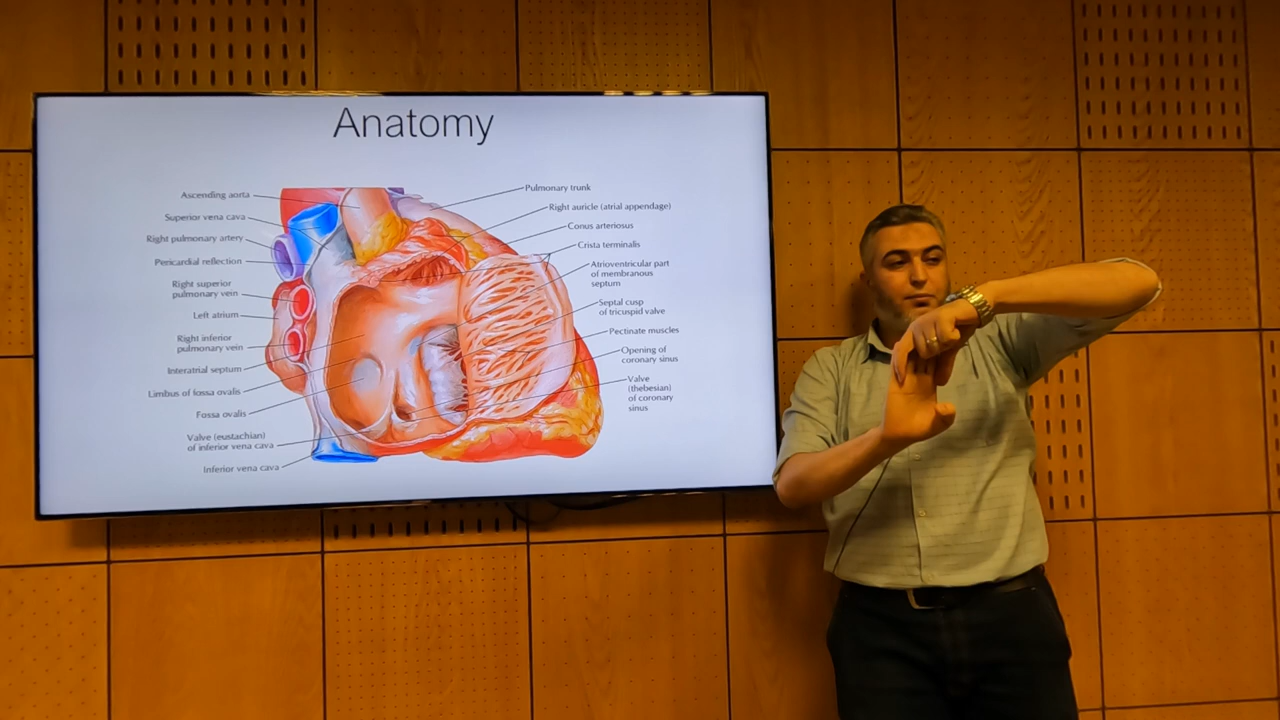 Anatomy
Ascending aorta
Superior vena cava
Right pulmonary artery
Pericardial reflection
Right superior
pulmonary vein
Left atrium
Right inferior
pulmonary vein
Interatrial septum
Limbus of fossa ovalis
Fossa ovalis
Valve (eustachian)
of inferior vena cava
Inferior vena cava
Pulmonary trunk
Right auricle (atrial appendage)
Conus arteriosus
Crista terminalis
Atrioventricular part
of membranous
septum
Septal cusp
of tricuspid valve
Pectinate muscles
Opening of
coronary sinus
Valve
(thebesian)
of coronary
sinus